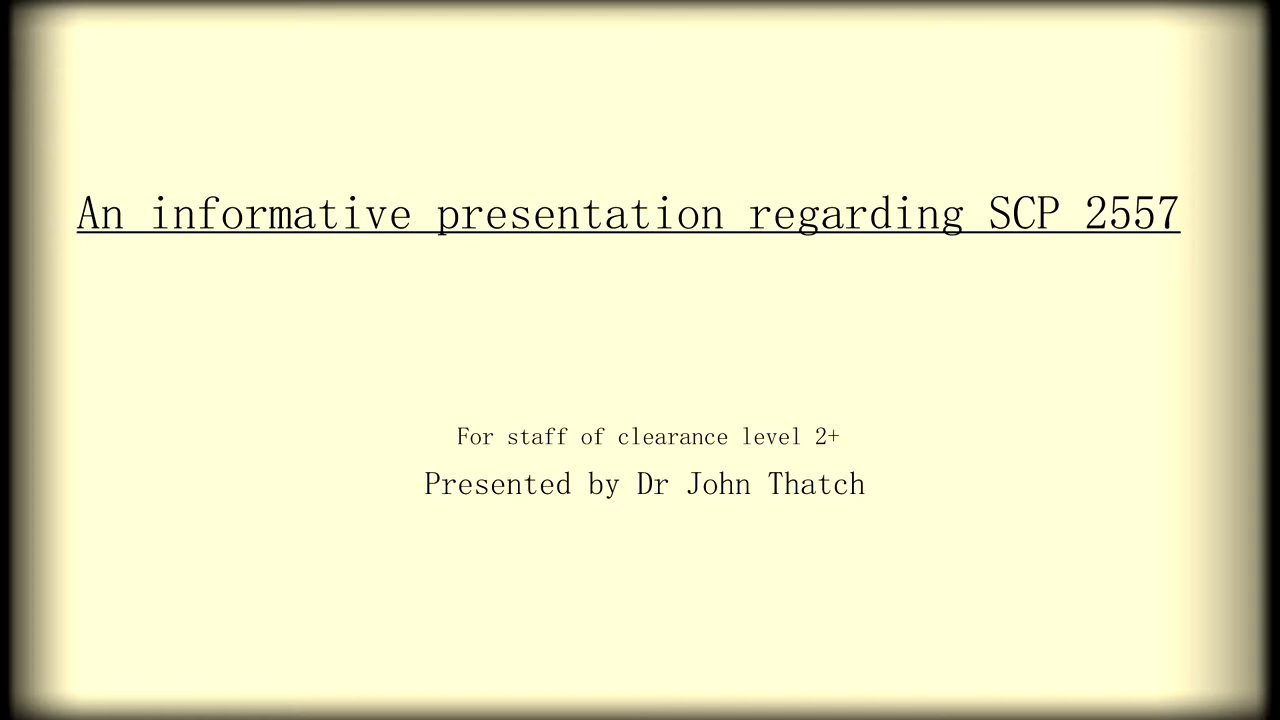 An informative presentation regarding SCP 2557
For staff of clearance level 2+
Presented by Dr John Thatch